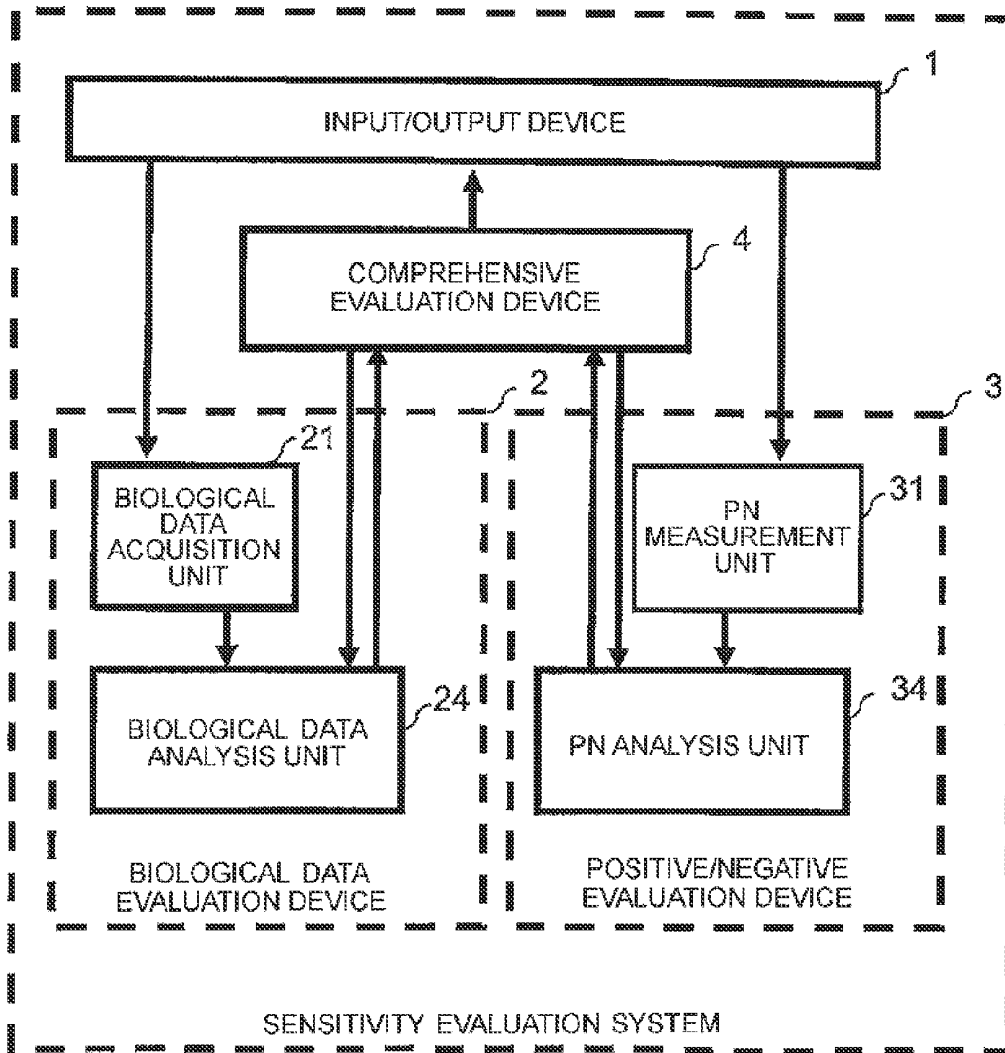 1
INPUT/OUTPUT DEVICE
4
COMPREHENSIVE
EVALUATION DEVICE
2
3
21
BIOLOGICAL
DATA
ACQUISITION
UNIT
31
PN
MEASUREMENT
UNIT
24
BIOLOGICAL DATA
ANALYSIS UNIT
34
PN ANALYSIS UNIT
BIOLOGICAL DATA
EVALUATION DEVICE
POSITIVE/NEGATIVE
EVALUATION DEVICE
SENSITIVITY EVALUATION SYSTEM